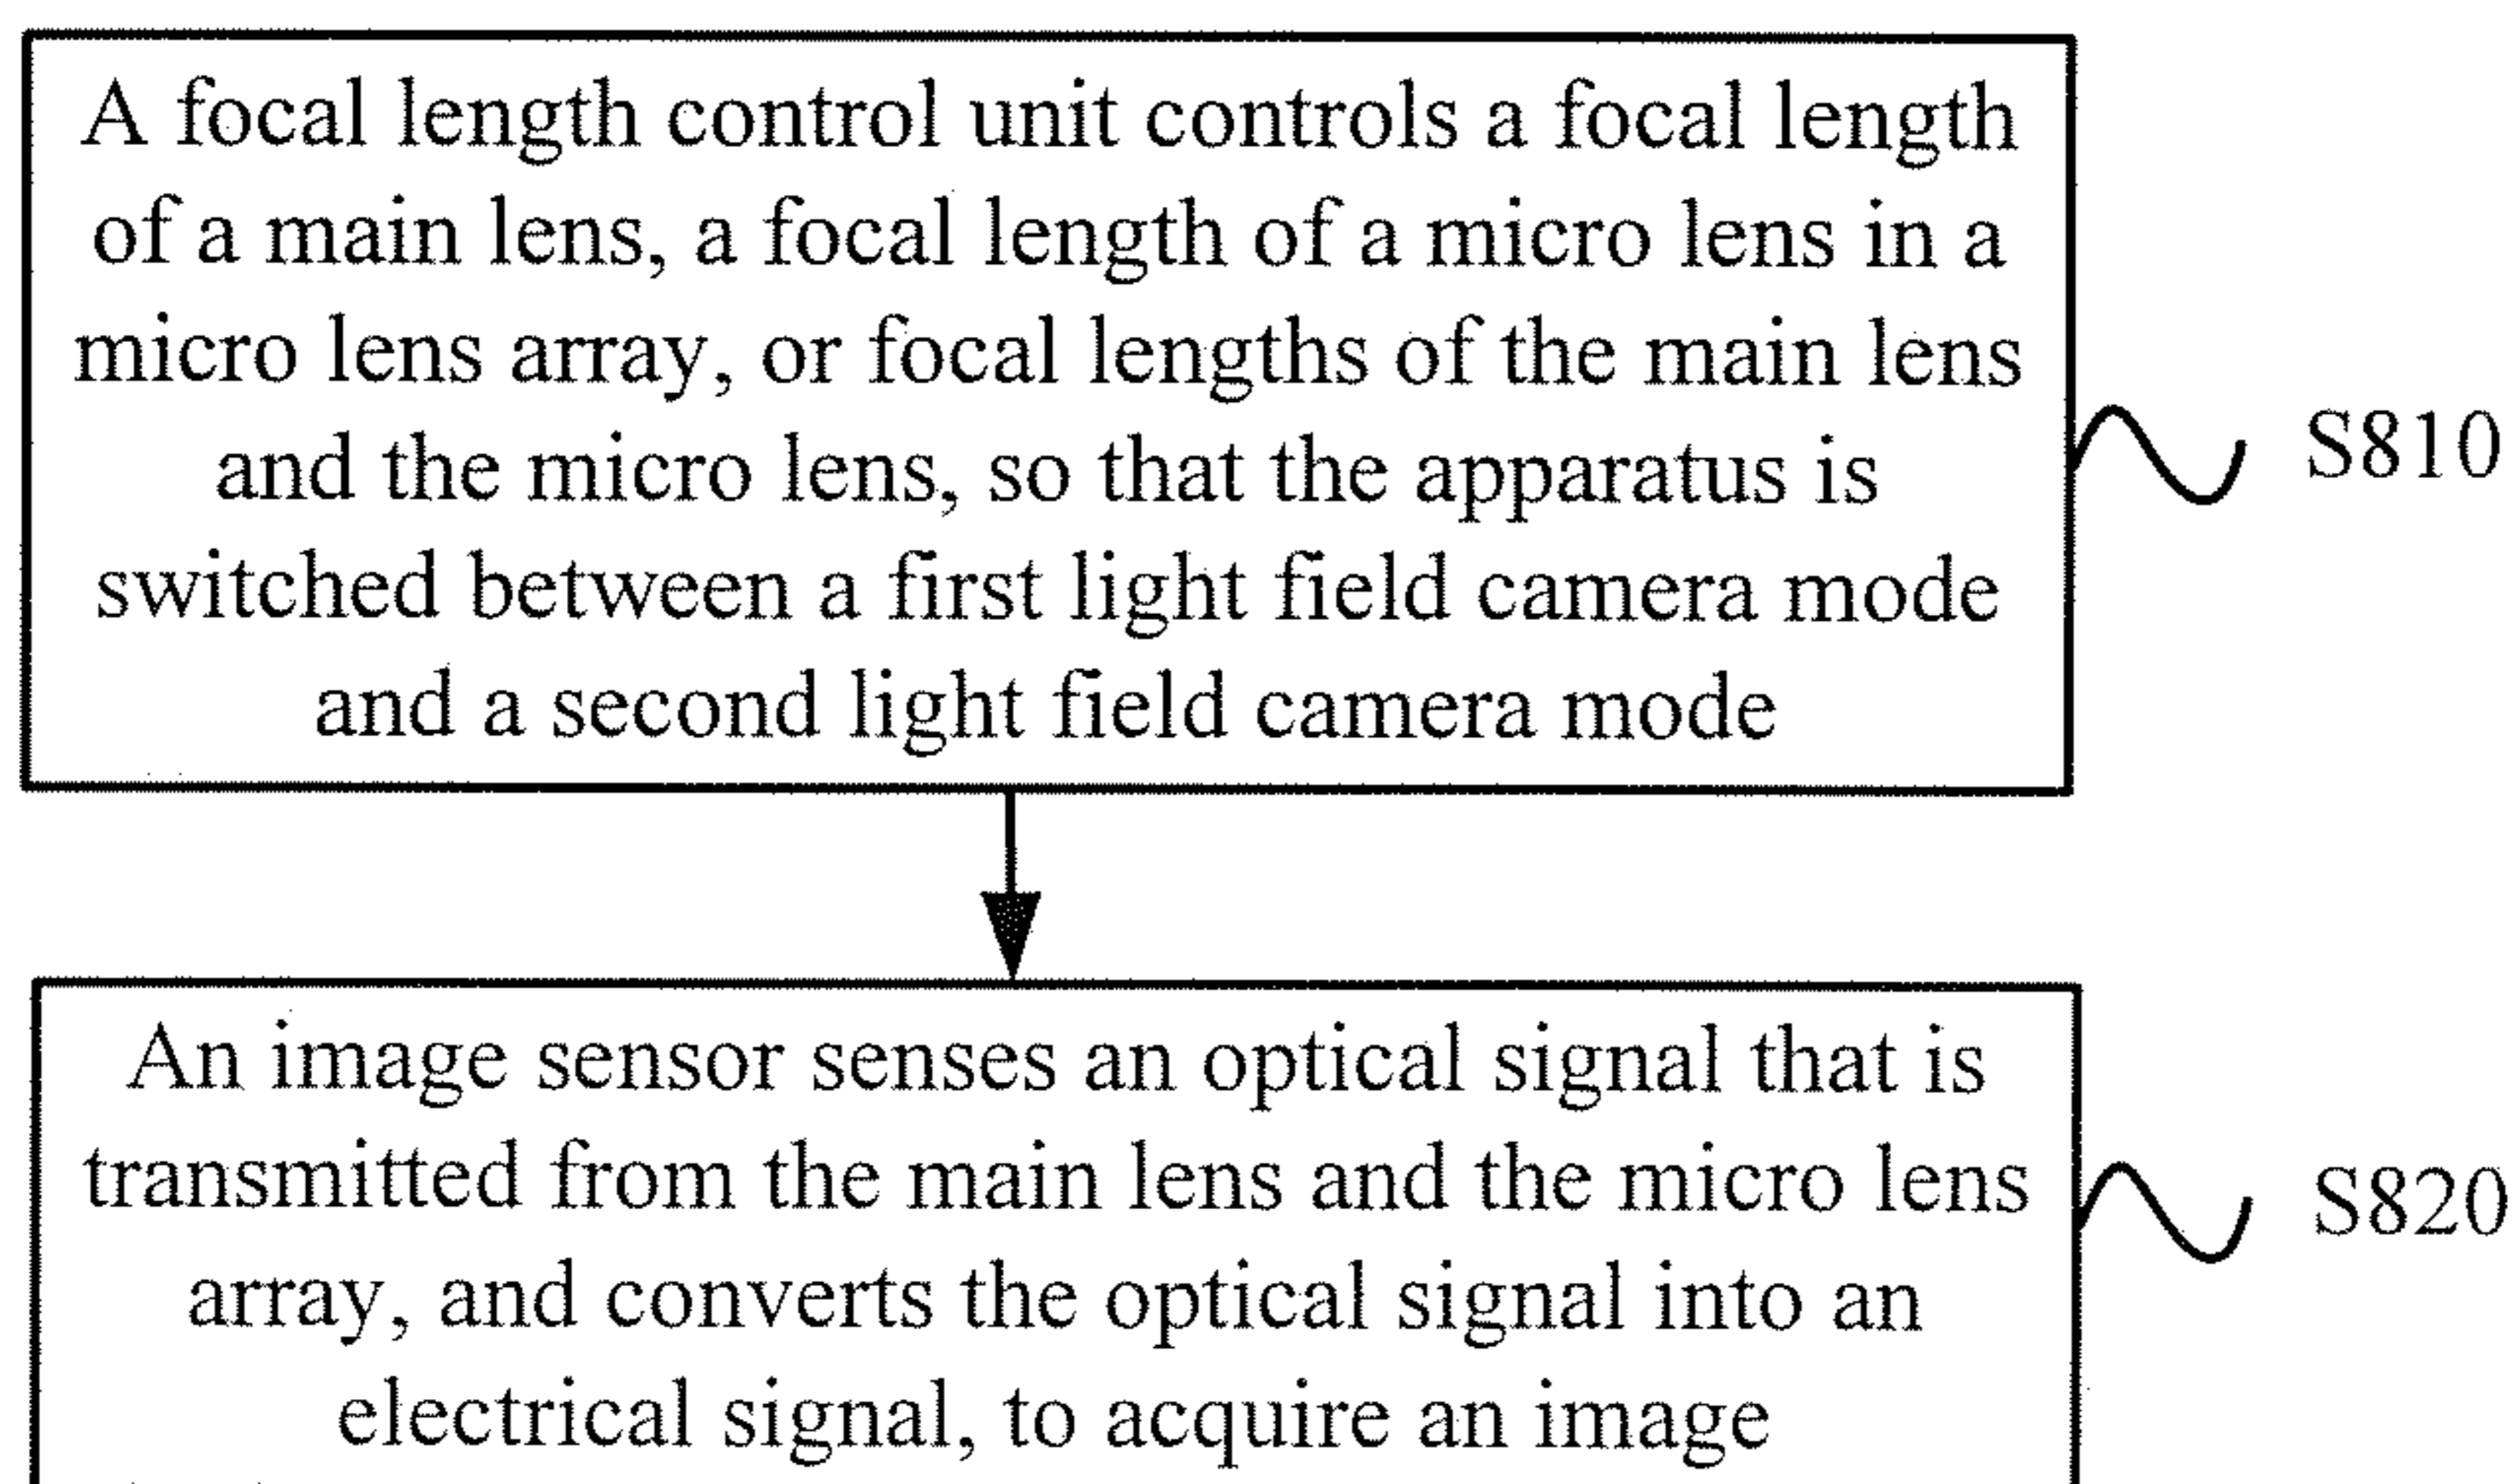 A focal length control unit controls a focal length
of a main lens, a focal length of a micro lens in a
micro lens array, or focal lengths of the main lens
and the micro lens, so that the apparatus is
switched between a first light field camera mode
and a second light field camera mode
S810
An image sensor senses an optical signal that is
transmitted from the main lens and the micro lens
array, and converts the optical signal into an
electrical signal, to acquire an image
S820